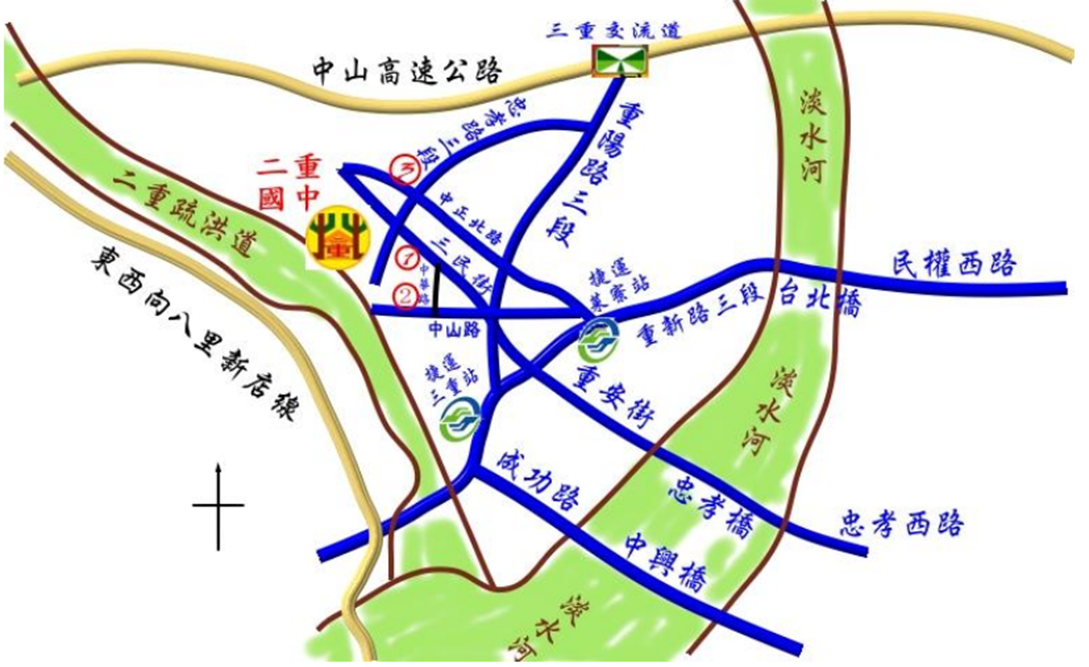 三重交流道
中山高速公路
忠孝路三段
重陽路三段
淡水河
二重
國中
③
中正北路
二重疏洪道
二重
三民街
①
中華路
②
中山路
捷運
菜寮站
重新路三段
台北橋
民權西路
東西向八里新店線
捷運
三重站
重安街
淡水河
成功路
忠孝橋
忠孝西路
中興橋
淡水河